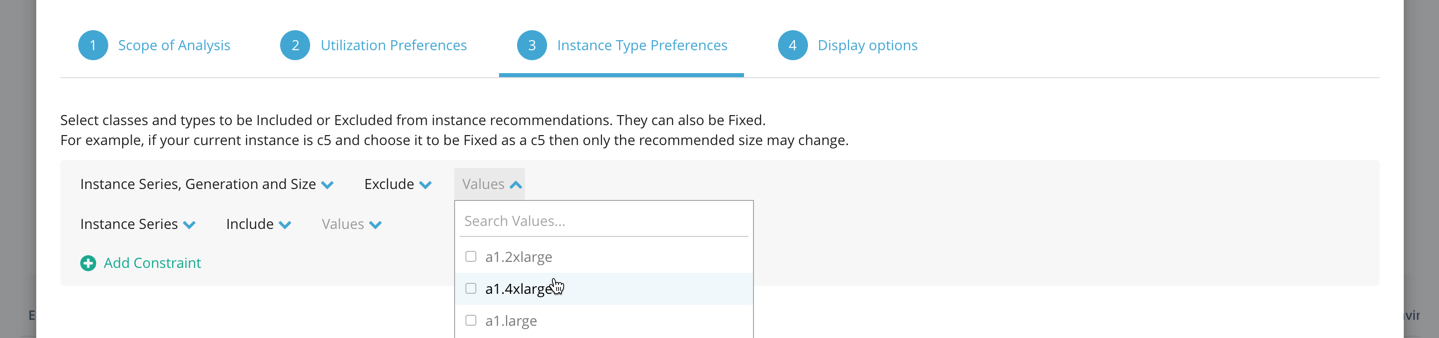 1 Scope of Analysis 2 Utilization Preferences 3 Instance Type Preferences 4 Display options
Select classes and types to be Included or Excluded from instance recommendations. They can also be Fixed.
For example, if your current instance is c5 and choose it to be Fixed as a c5 then only the recommended size may change.
Instance Series, Generation and Size Exclude Values
Instance Series Include Values
Search Values...
Add Constraint
a1.2xlarge
a1.4xlarge
a1.large